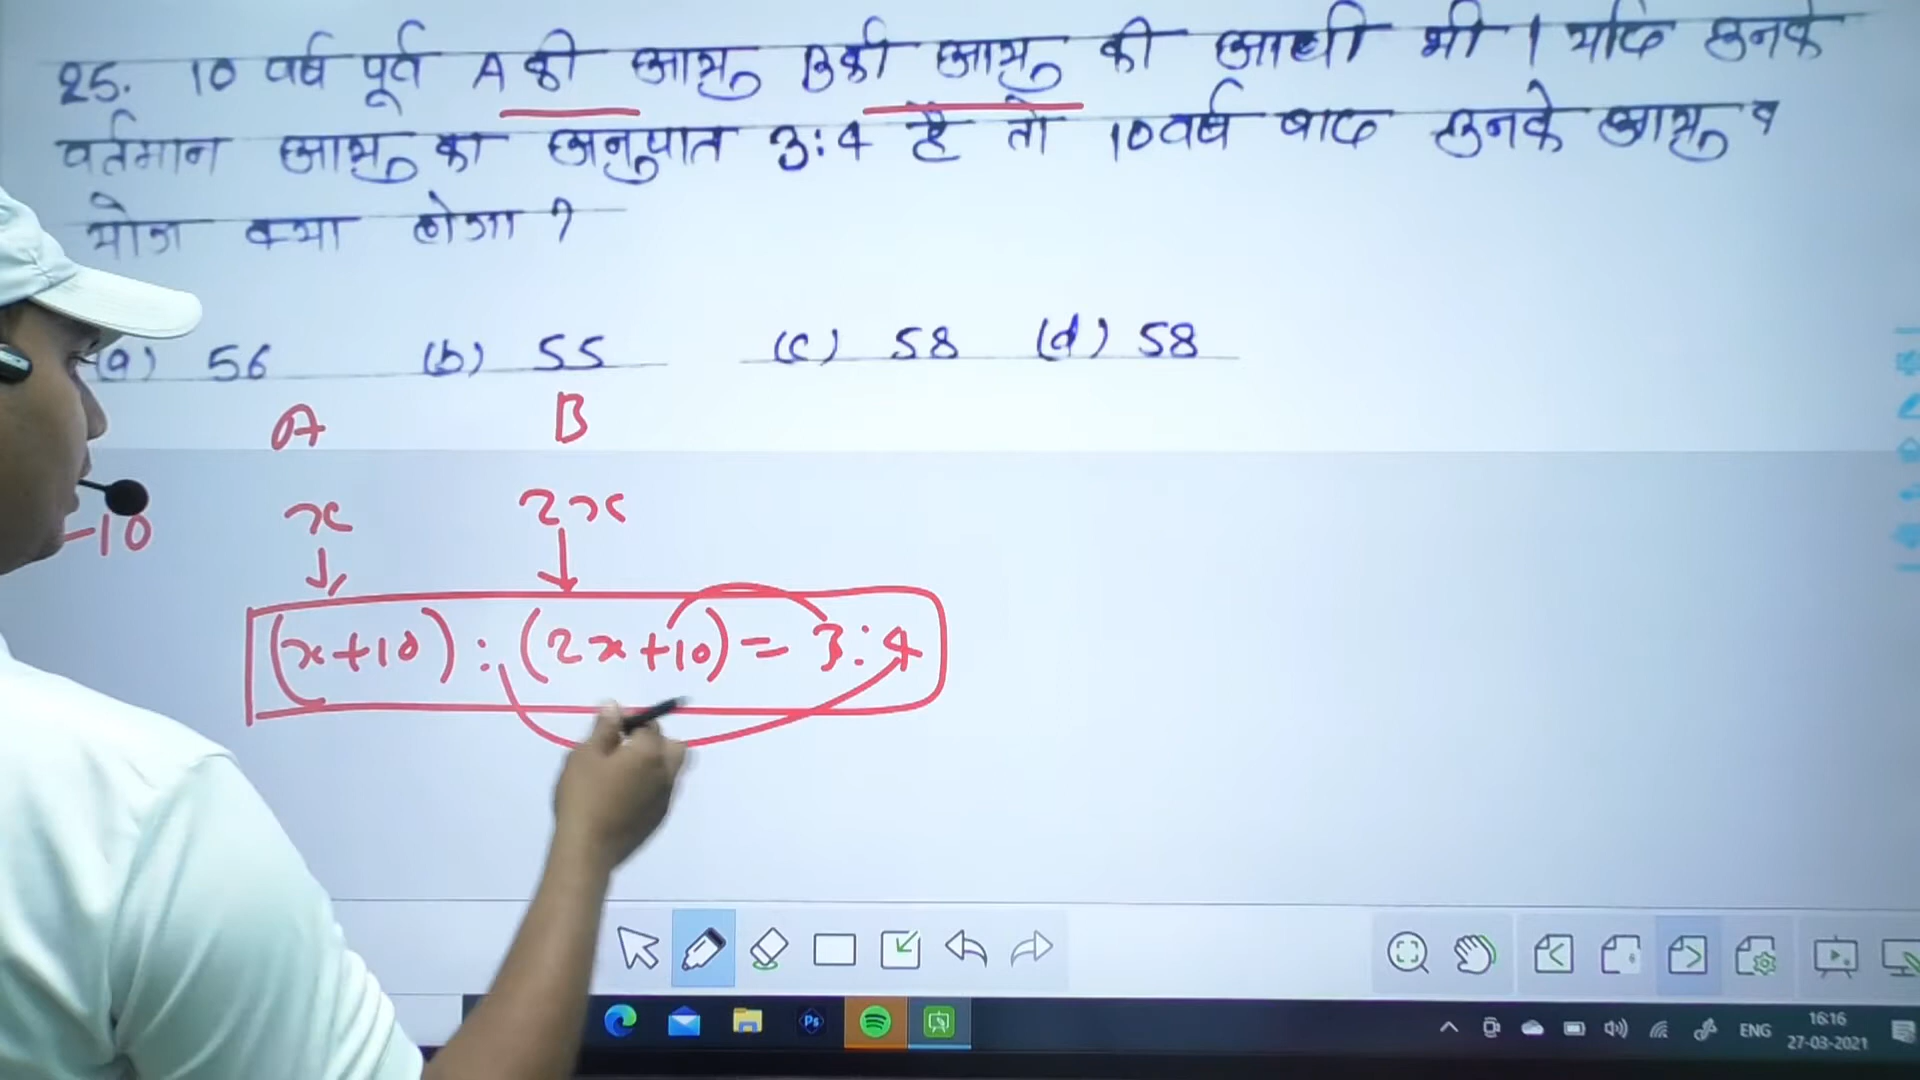 25. 10 वर्ष पूर्व A की आयु B की आयु की आधी थी । यदि उनके
वर्तमान आयु का अनुपात 3:4 है तो 10 वर्ष बाद उनके आयु व
योग क्या होगा ?
(a) 56 (b) 55 (c) 58 (d) 58
A B
-10 x 2x
(x+10) : (2x+10) = 3:4
Ps
ENG
16:16
27-03-2021